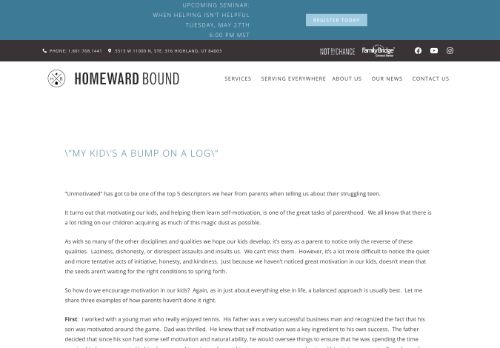 UPCOMING SEMINAR:
WHEN HELPING ISN'T HELPFUL
TUESDAY, MAY 27TH
6:00 PM MST
REGISTER TODAY
PHONE: 1.801.768.1441
5513 W 11000 N, STE. 316 HIGHLAND, UT 84003
NOTBYCHANCE
FamilyBridge
HOMEWARD BOUND
SERVICES
SERVING EVERYWHERE
ABOUT US
OUR NEWS
CONTACT US
\"MY KID\'S A BUMP ON A LOG\"
"Unmotivated" has got to be one of the top 5 descriptors we hear from parents when telling us about their struggling teen.
It turns out that motivating our kids, and helping them learn self-motivation, is one of the great tasks of parenthood. We all know that there is
a lot riding on our children acquiring as much of this magic dust as possible.
As with so many of the other disciplines and qualities we hope our kids develop, it's easy as a parent to notice only the reverse of these
qualities. Laziness, dishonesty, or disrespect assaults and insults us. We can't miss them. However, it's a lot more difficult to notice the quiet
and more tentative acts of initiative, honesty, and kindness. Just because we haven't noticed great motivation in our kids, doesn't mean that
the seeds aren't waiting for the right conditions to spring forth.
So how do we encourage motivation in our kids? Again, as in just about everything else in life, a balanced approach is usually best. Let me
share three examples of how parents haven't done it right.
First I worked with a young man who really enjoyed tennis. His father was a very successful business man and recognized the fact that his
son was motivated around the game. Dad was thrilled. He knew that self motivation was a key ingredient to his own success. The father
decided that since his son had some self motivation and natural ability, he would oversee things to ensure that he was spending the time